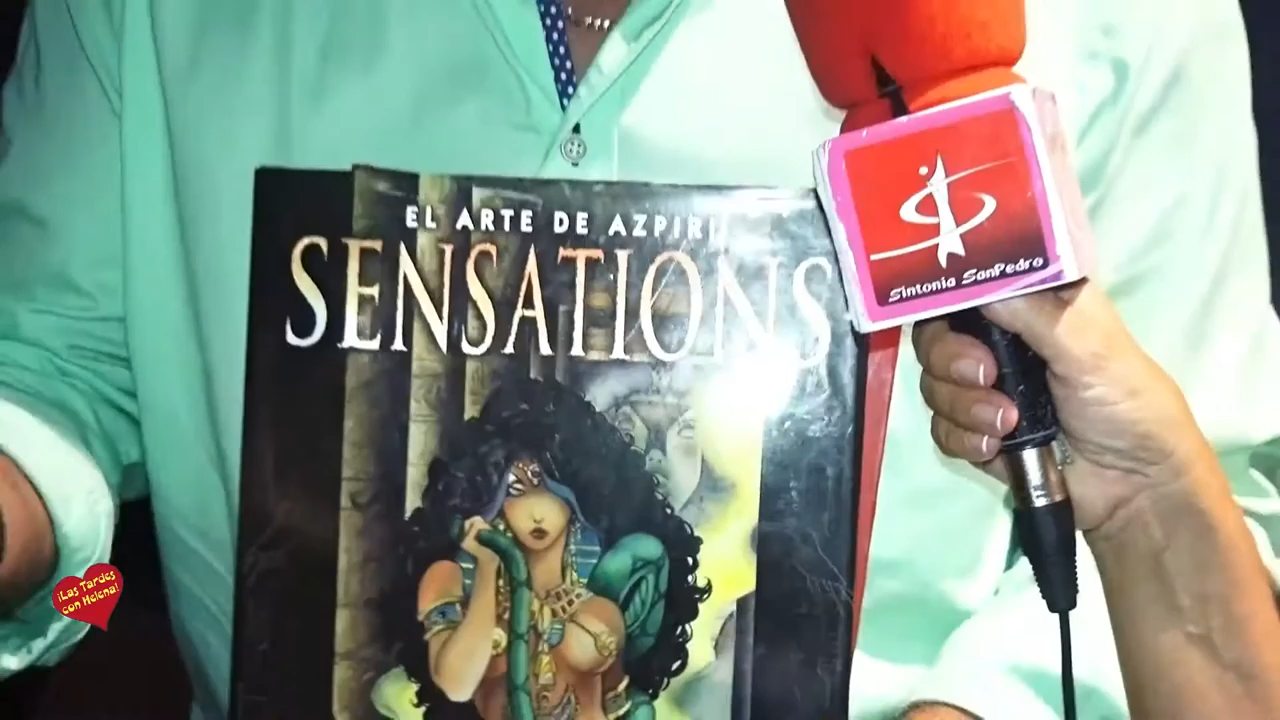 EL ARTE DE AZPIRI
SENSATIONS
Sintonia SanPedro
¡Las Tardes
con Helena!